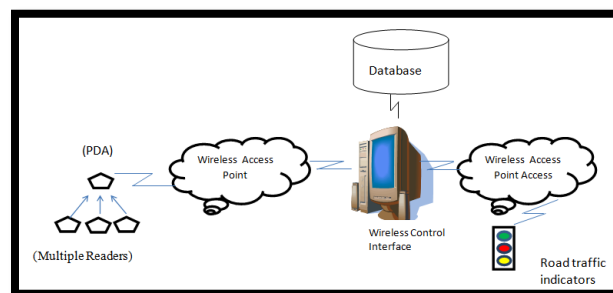 Database
(PDA)
Wireless Access
Point
Wireless Access
Point Access
(Multiple Readers)
Wireless Control
Interface
Road traffic
indicators